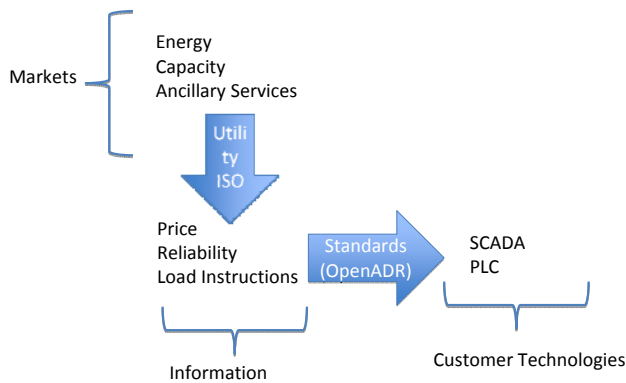 Energy
Capacity
Markets
Ancillary Services
Utili
ty
ISO
Price
Reliability
Load Instructions
Standards
(OpenADR)
SCADA
PLC
Information
Customer Technologies